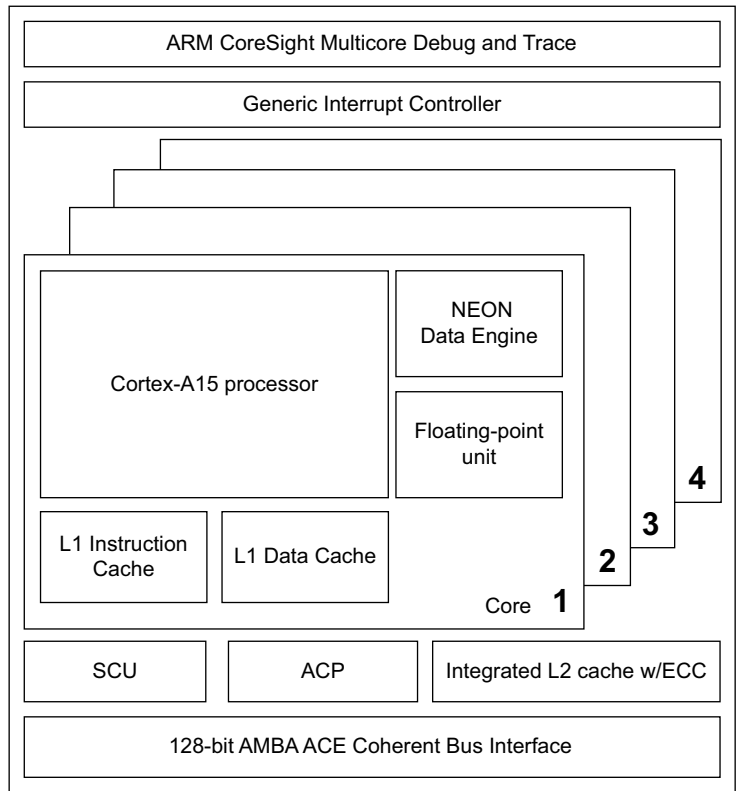 ARM CoreSight Multicore Debug and Trace
Generic Interrupt Controller
NEON
Data Engine
Cortex-A15 processor
Floating-point
unit
4
3
L1 Instruction
Cache
L1 Data Cache
2
Core 1
SCU
ACP
Integrated L2 cache w/ECC
128-bit AMBA ACE Coherent Bus Interface